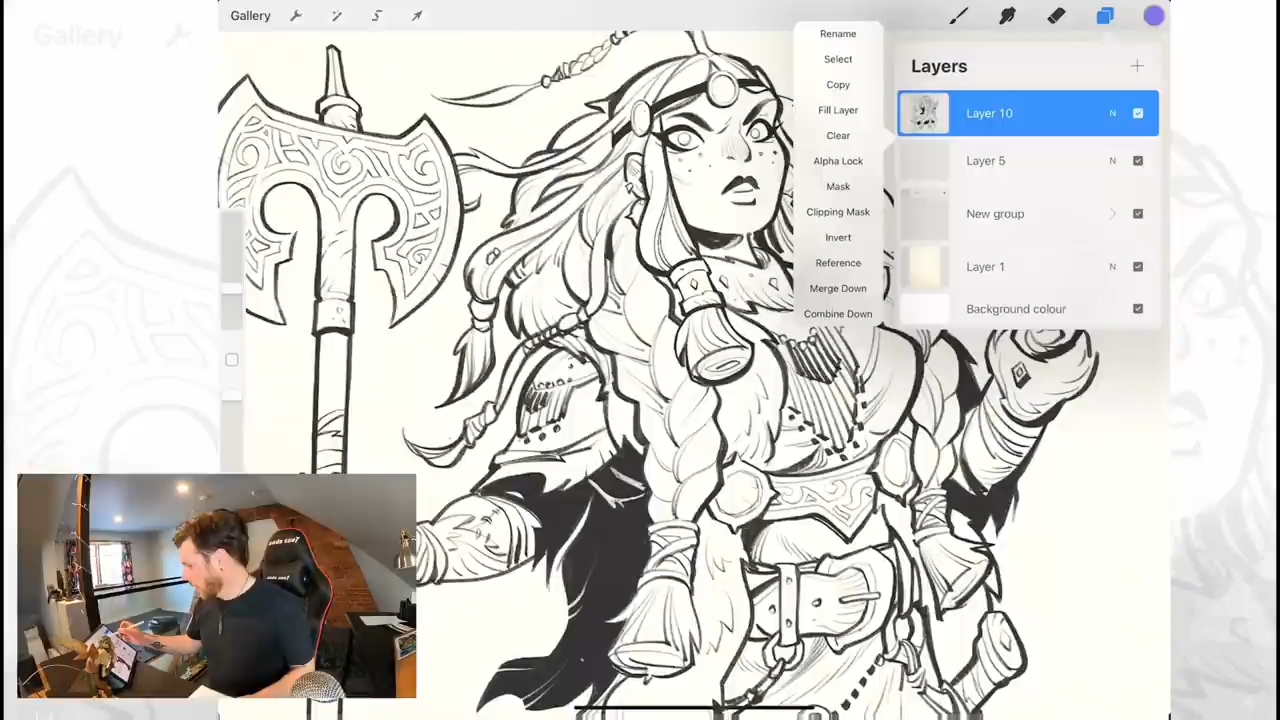 Gallery
Gallery
Layers
Rename
Select
Copy
Fill Layer
Clear
Alpha Lock
Mask
Clipping Mask
Invert
Reference
Merge Down
Combine Down
Layer 10
N
Layer 5
N
New group
Layer 1
N
Background colour